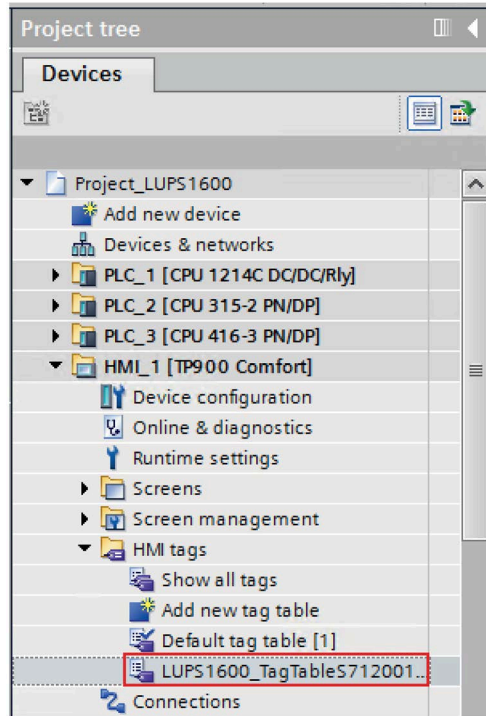 Project tree
Devices
Project_LUPS1600
Add new device
Devices & networks
PLC_1 [CPU 1214C DC/DC/Rly]
PLC_2 [CPU 315-2 PN/DP]
PLC_3 [CPU 416-3 PN/DP]
HMI_1 [TP900 Comfort]
Device configuration
Online & diagnostics
Runtime settings
Screens
Screen management
HMI tags
Show all tags
Add new tag table
Default tag table [1]
LUPS1600_TagTableS712001...
Connections